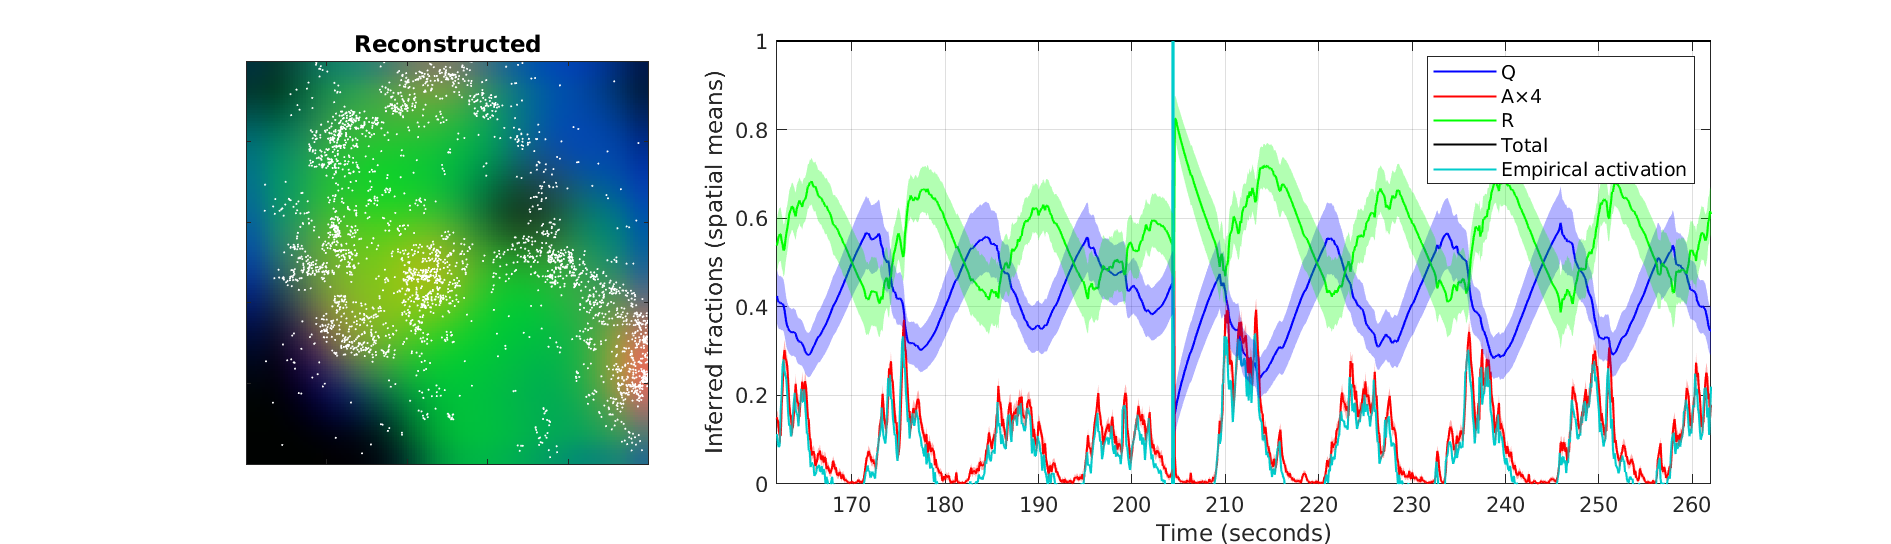 Reconstructed
Inferred fractions (spatial means)
1
0.8
0.6
0.4
0.2
0
Q
A×4
R
Total
Empirical activation
170 180 190 200 210 220 230 240 250 260
Time (seconds)